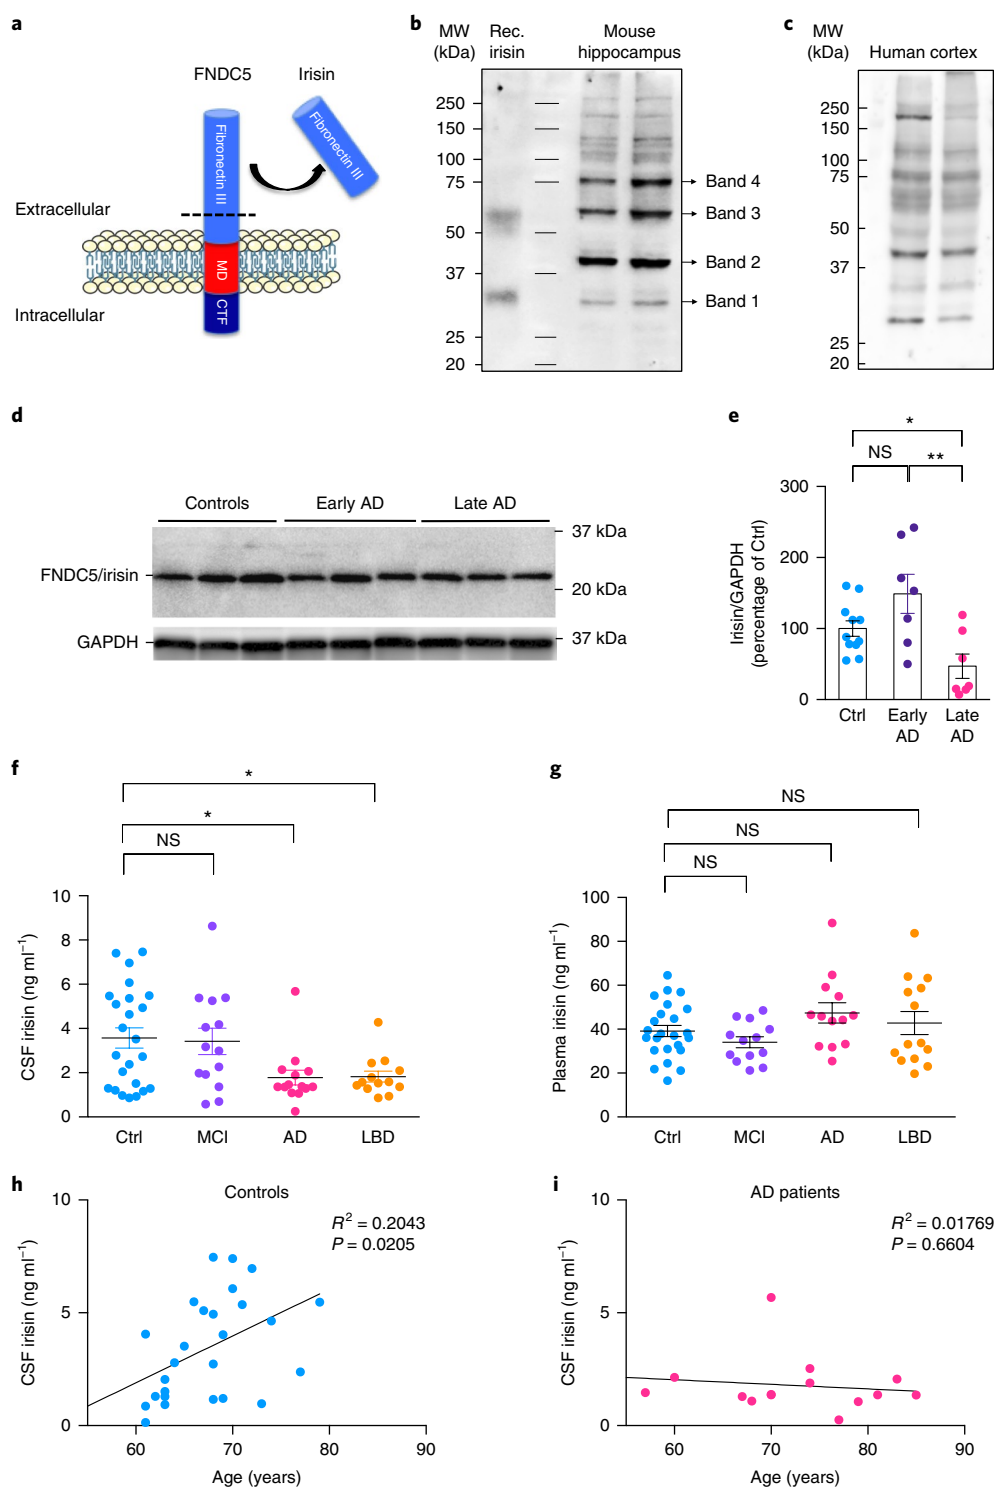 a
FNDC5
Irisin
Fibronectin III
Fibronectin III
MD
CTF
Extracellular
Intracellular
b
MW
(kDa)
Rec.
irisin
Mouse
hippocampus
250
150
100
75
50
37
25
20
Band 4
Band 3
Band 2
Band 1
c
MW
(kDa)
Human cortex
250
150
100
75
50
37
25
20
d
Controls
Early AD
Late AD
FNDC5/irisin
GAPDH
37 kDa
20 kDa
37 kDa
e
*
NS
**
Irisin/GAPDH
(percentage of Ctrl)
300
200
100
0
Ctrl
Early
AD
Late
AD
f
*
*
NS
CSF irisin (ng ml⁻¹)
10
8
6
4
2
0
Ctrl
MCI
AD
LBD
g
NS
NS
NS
Plasma irisin (ng ml⁻¹)
100
80
60
40
20
0
Ctrl
MCI
AD
LBD
h
Controls
R² = 0.2043
P = 0.0205
CSF irisin (ng ml⁻¹)
10
5
0
60
70
80
90
Age (years)
i
AD patients
R² = 0.01769
P = 0.6604
CSF irisin (ng ml⁻¹)
10
5
0
60
70
80
90
Age (years)